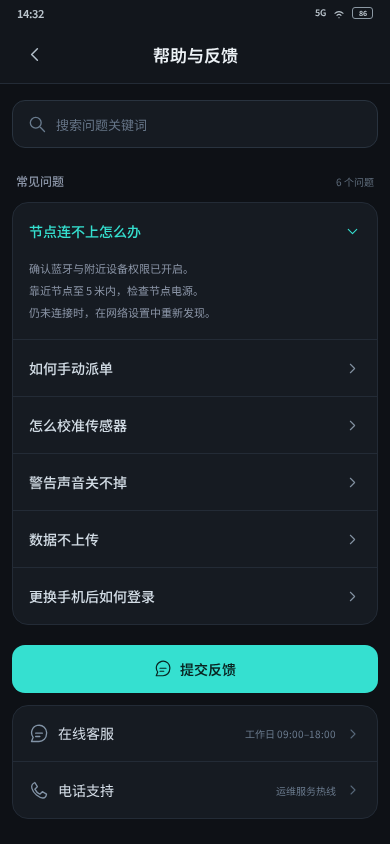 14:32
5G
86
帮助与反馈
搜索问题关键词
常见问题
6 个问题
节点连不上怎么办
确认蓝牙与附近设备权限已开启。
靠近节点至 5 米内，检查节点电源。
仍未连接时，在网络设置中重新发现。
如何手动派单
怎么校准传感器
警告声音关不掉
数据不上传
更换手机后如何登录
提交反馈
在线客服
工作日 09:00–18:00
电话支持
运维服务热线